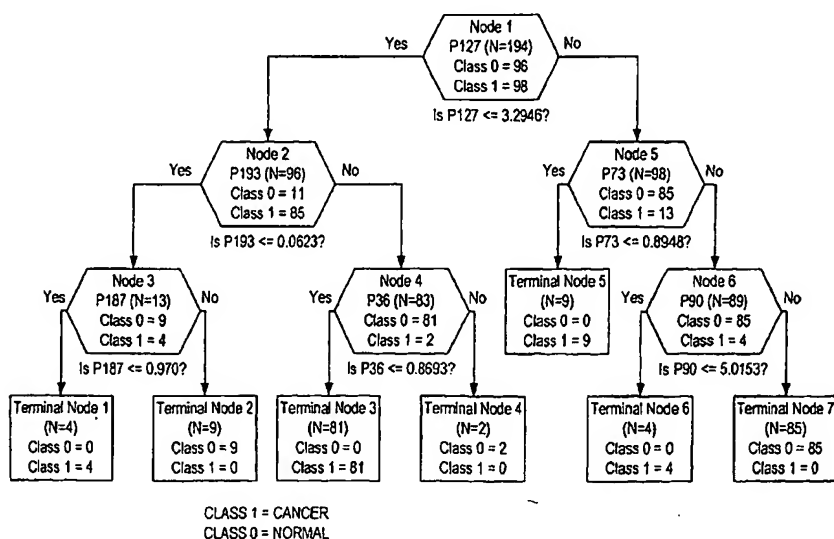 Node 1
P127 (N=194)
Class 0 = 96
Class 1 = 98
Yes
No
Is P127 <= 3.2946?
Node 2
P193 (N=96)
Class 0 = 11
Class 1 = 85
Yes
No
Is P193 <= 0.0623?
Node 5
P73 (N=98)
Class 0 = 85
Class 1 = 13
Yes
No
Is P73 <= 0.8948?
Node 3
P187 (N=13)
Class 0 = 9
Class 1 = 4
Yes
No
Is P187 <= 0.970?
Node 4
P36 (N=83)
Class 0 = 81
Class 1 = 2
Yes
No
Is P36 <= 0.8693?
Terminal Node 5
(N=9)
Class 0 = 0
Class 1 = 9
Node 6
P90 (N=89)
Class 0 = 85
Class 1 = 4
Yes
No
Is P90 <= 5.0153?
Terminal Node 1
(N=4)
Class 0 = 0
Class 1 = 4
Terminal Node 2
(N=9)
Class 0 = 9
Class 1 = 0
Terminal Node 3
(N=81)
Class 0 = 0
Class 1 = 81
Terminal Node 4
(N=2)
Class 0 = 2
Class 1 = 0
Terminal Node 6
(N=4)
Class 0 = 0
Class 1 = 4
Terminal Node 7
(N=85)
Class 0 = 85
Class 1 = 0
CLASS 1 = CANCER
CLASS 0 = NORMAL